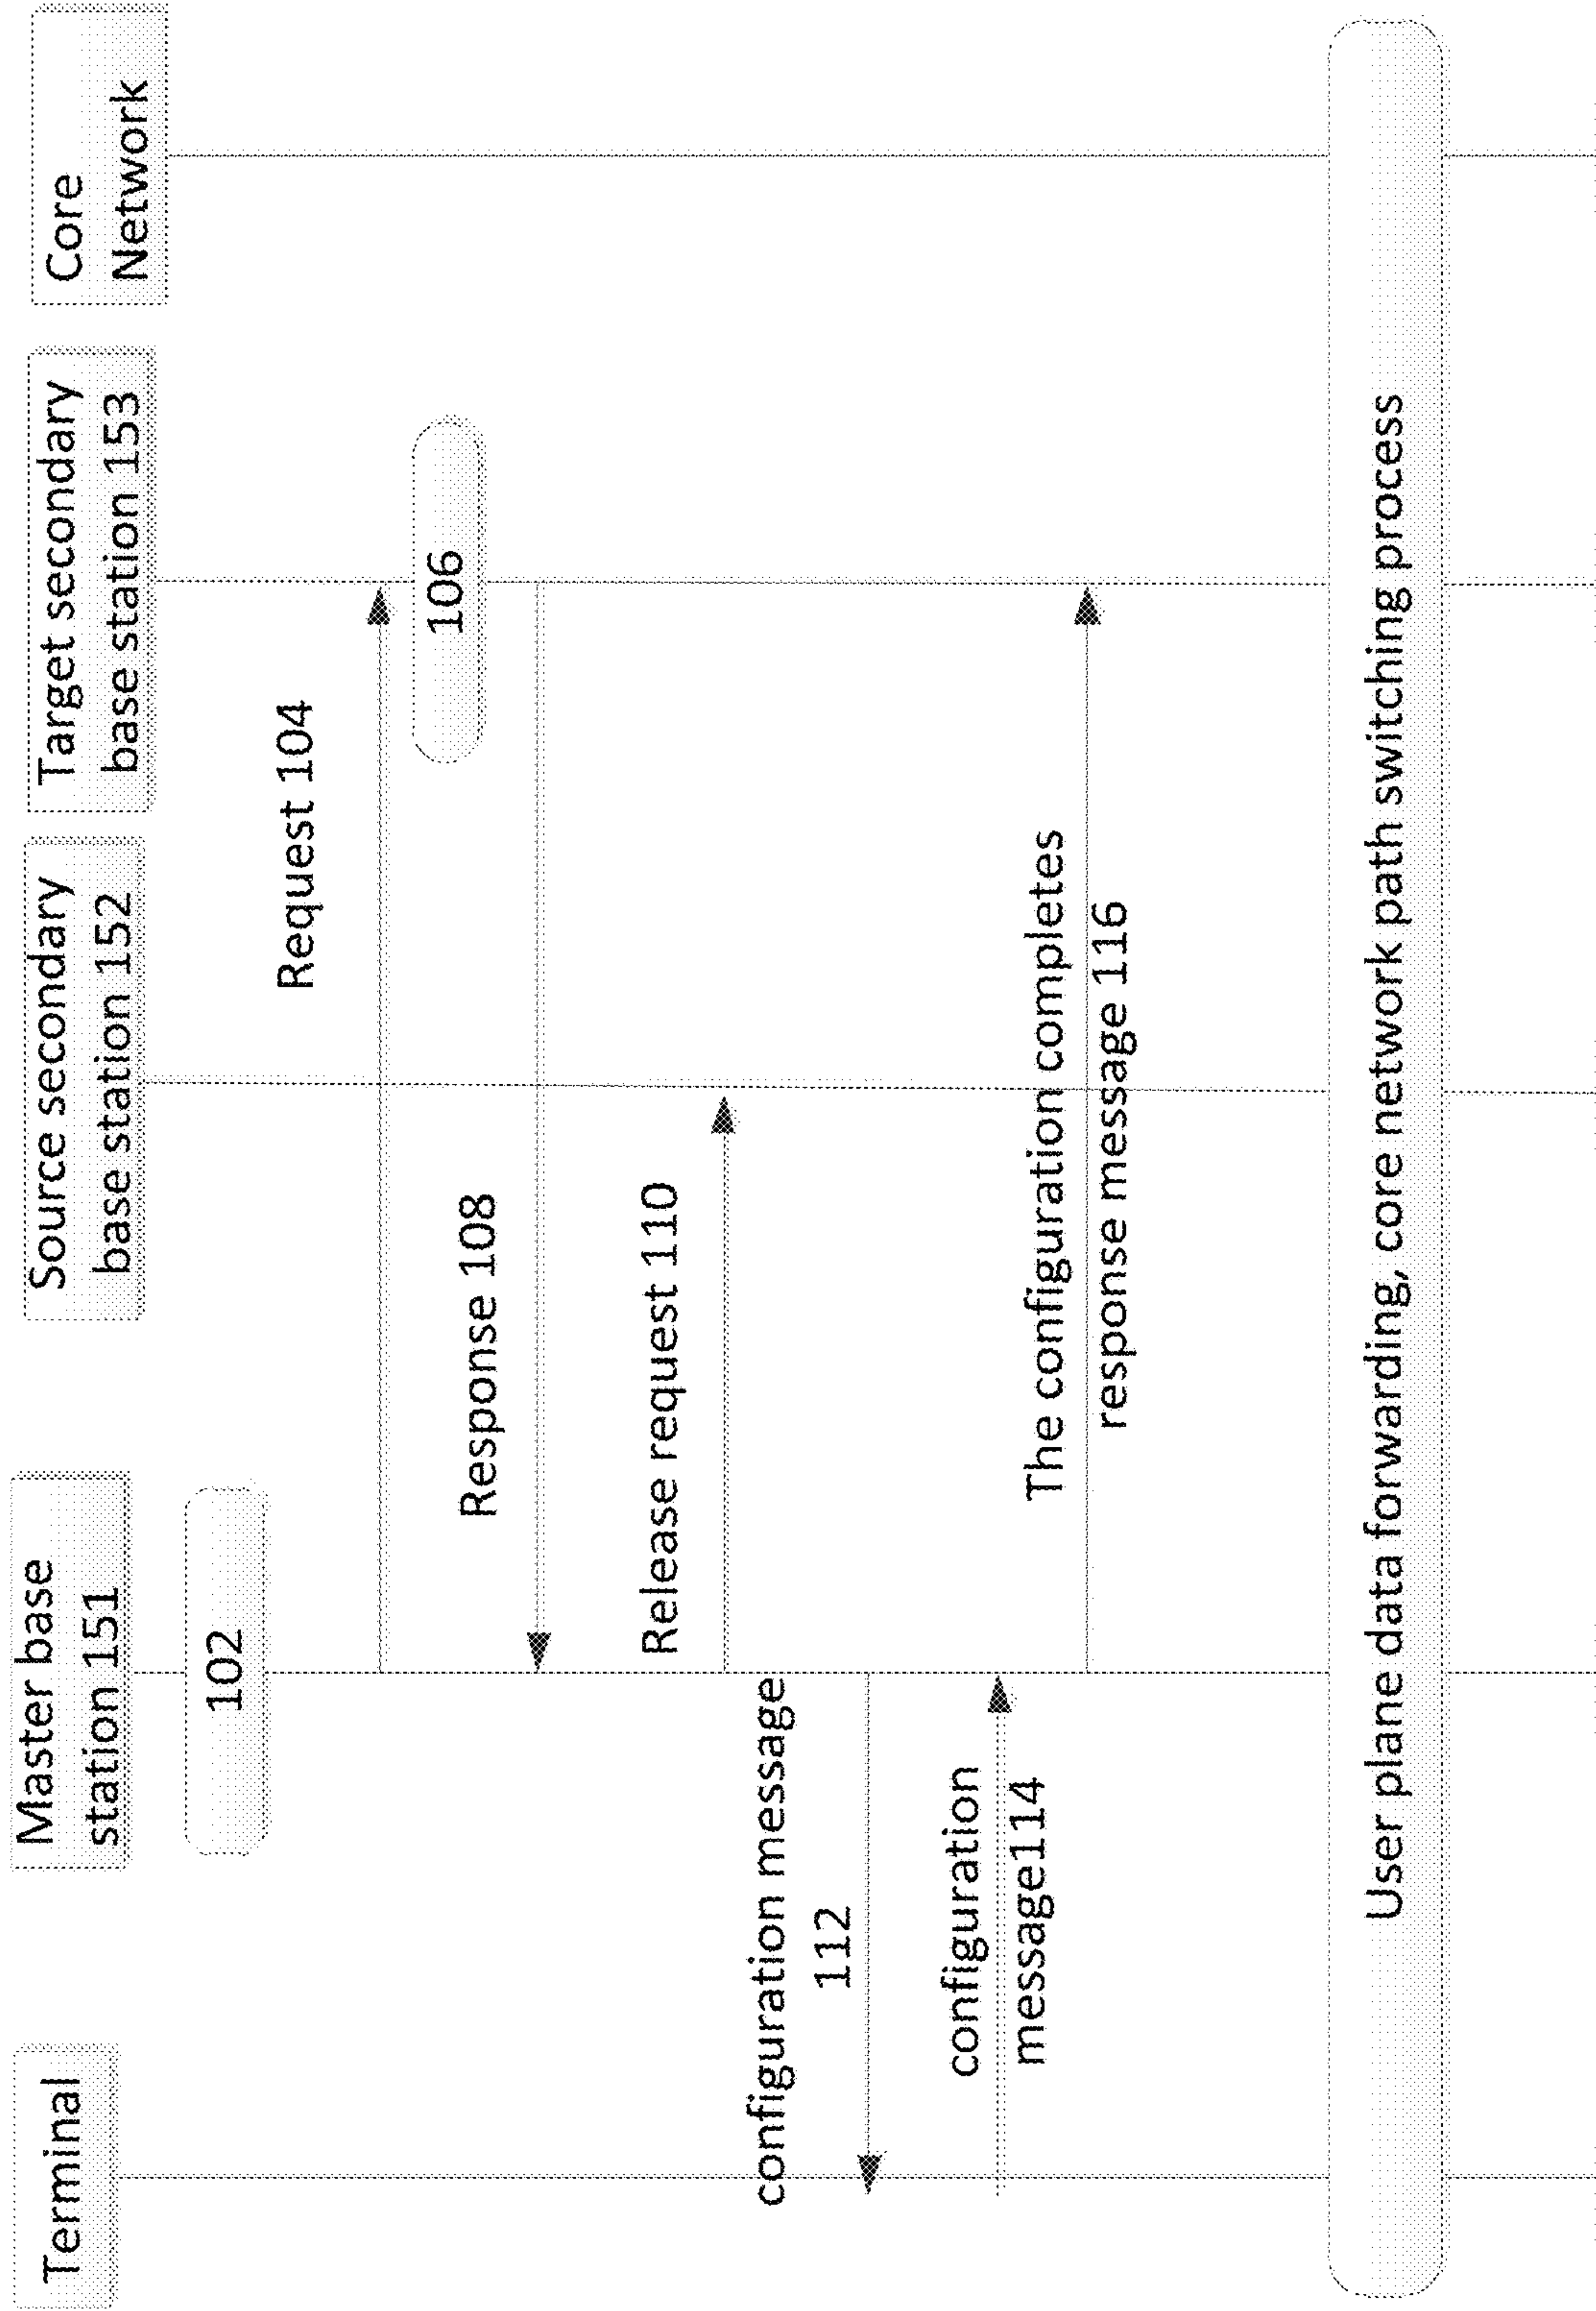 Terminal
Master base
station 151
Source secondary
base station 152
Target secondary
base station 153
Core
Network
102
Request 104
106
Response 108
Release request 110
configuration message
112
configuration
message114
The configuration completes
response message 116
User plane data forwarding, core network path switching process